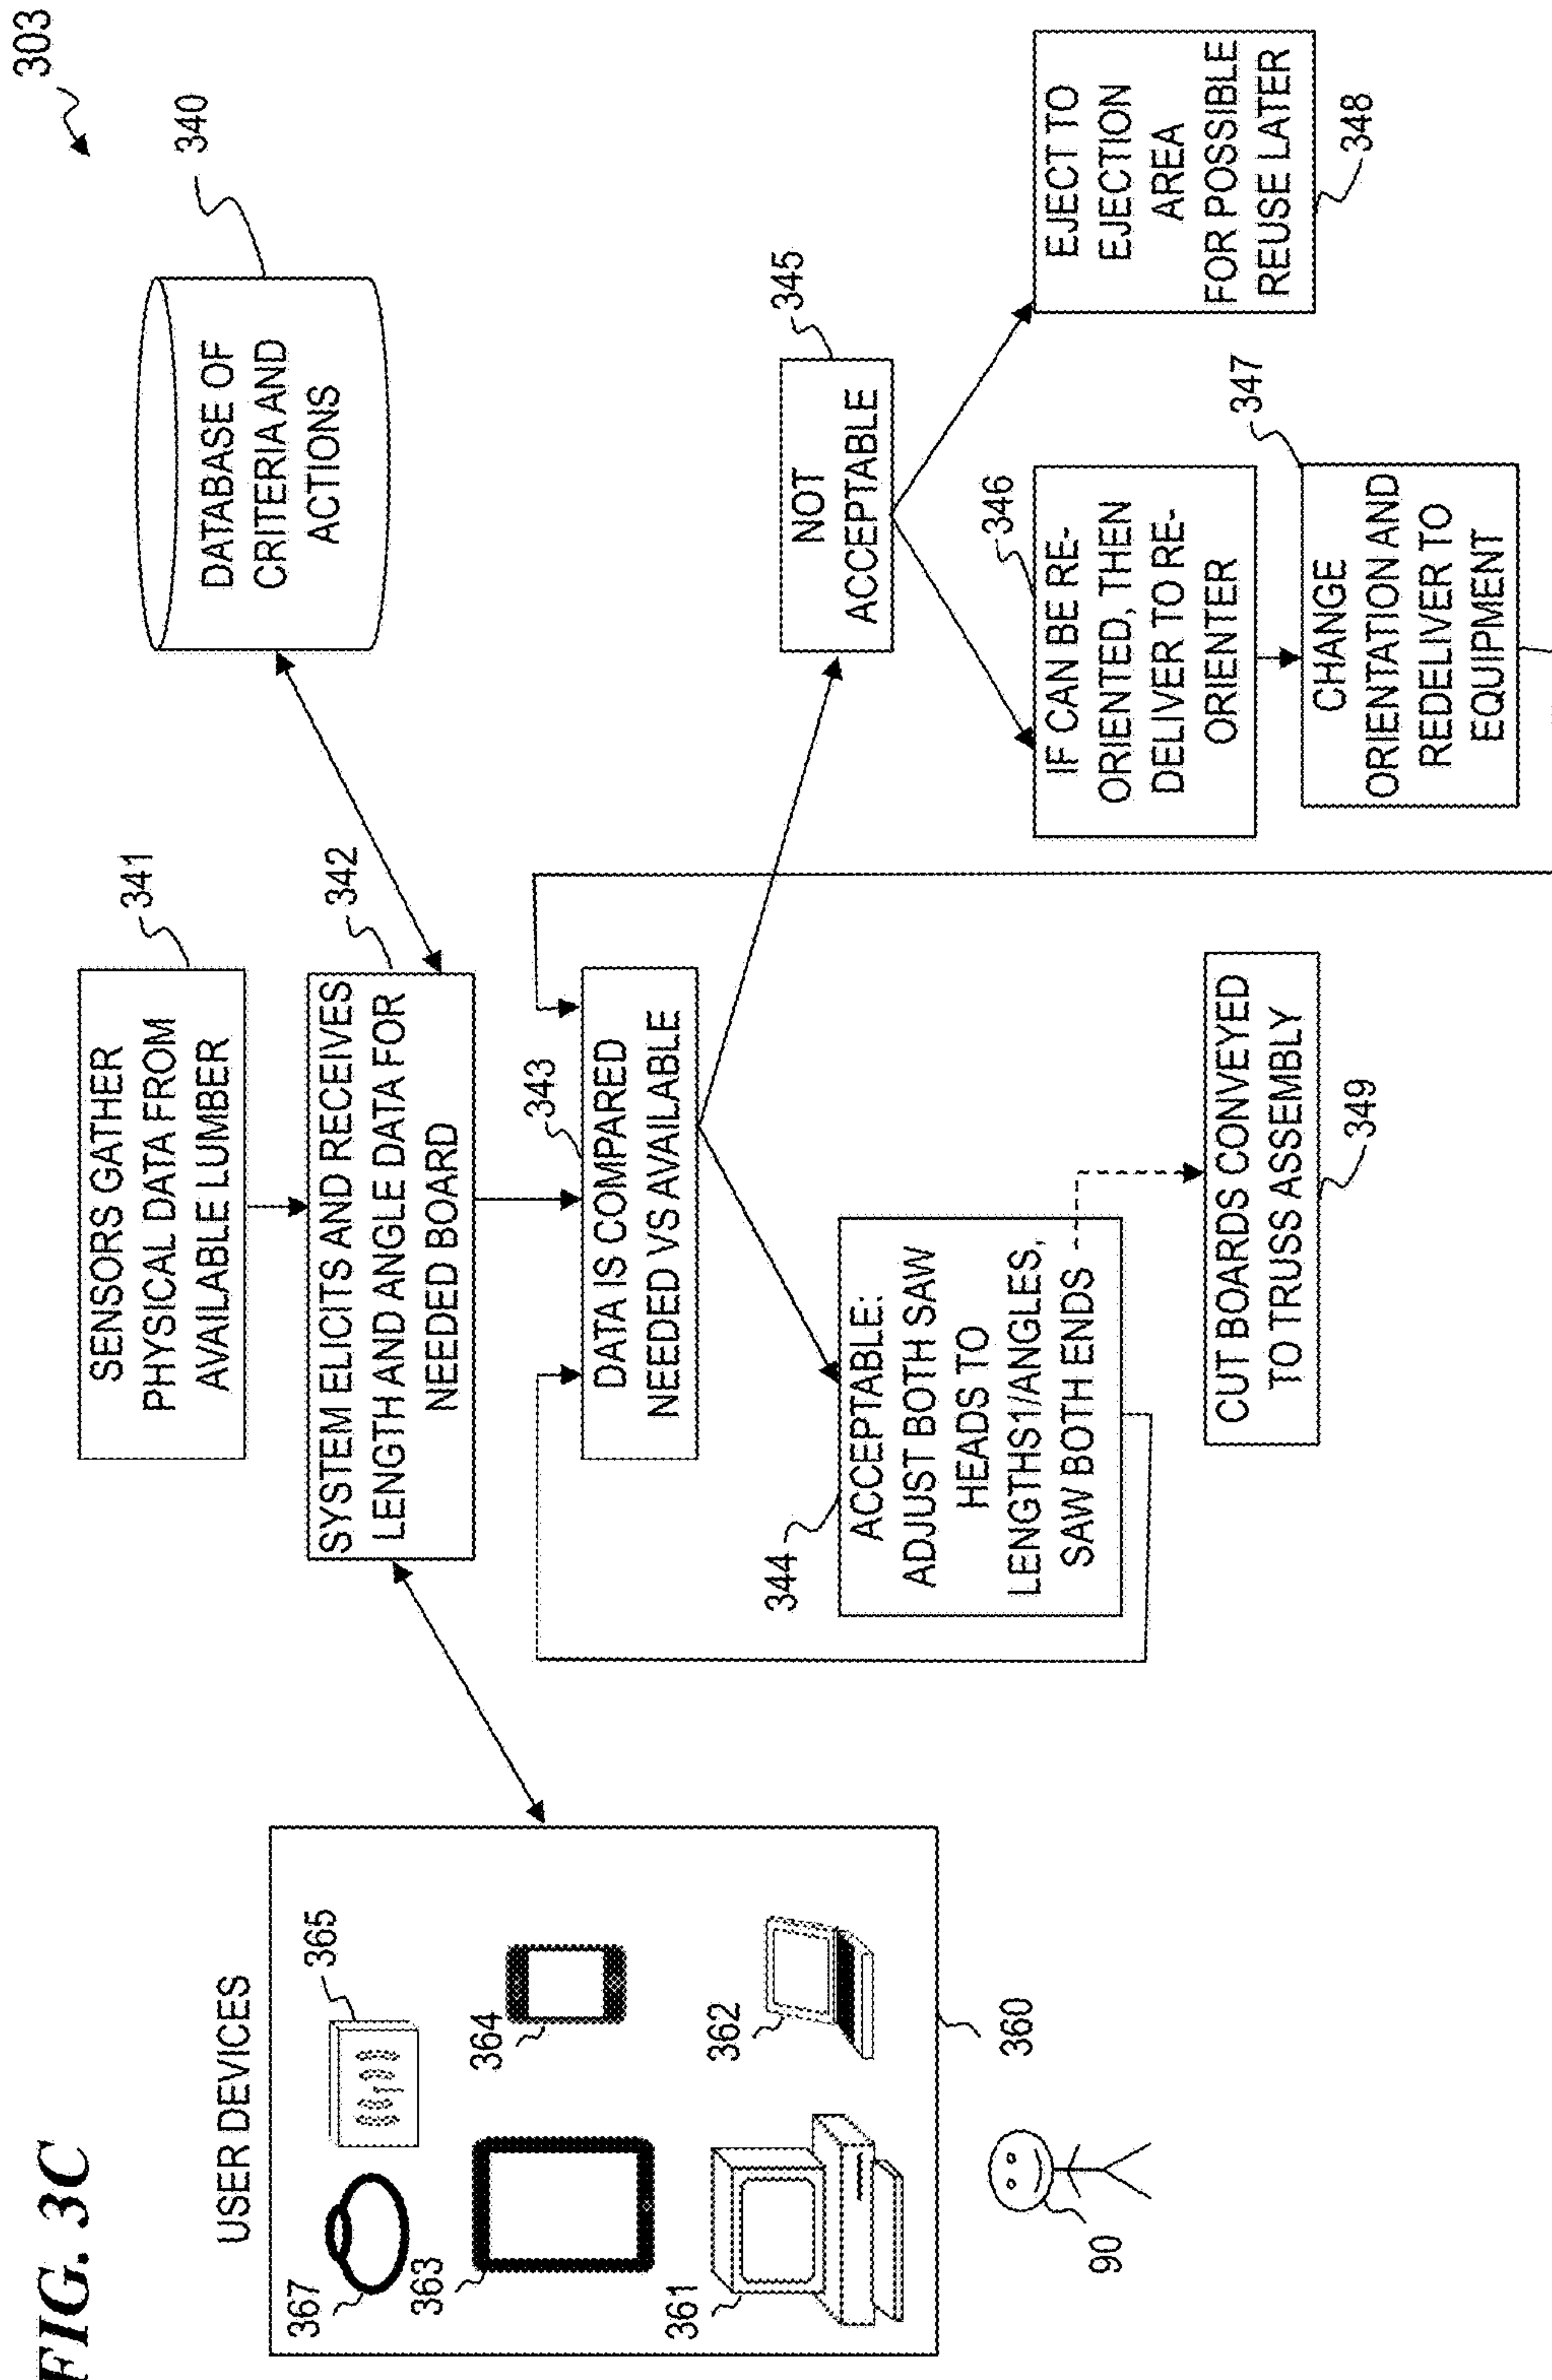 FIG. 3C
303
USER DEVICES
367
365
363
364
361
362
360
90
SENSORS GATHER
PHYSICAL DATA FROM
AVAILABLE LUMBER
341
DATABASE OF
CRITERIA AND
ACTIONS
340
SYSTEM ELICITS AND RECEIVES
LENGTH AND ANGLE DATA FOR
NEEDED BOARD
342
343
DATA IS COMPARED
NEEDED VS AVAILABLE
344
ACCEPTABLE:
ADJUST BOTH SAW
HEADS TO
LENGTHS1/ANGLES,
SAW BOTH ENDS
NOT
ACCEPTABLE
345
346
IF CAN BE RE-
ORIENTED, THEN
DELIVER TO RE-
ORIENTER
347
CHANGE
ORIENTATION AND
REDELIVER TO
EQUIPMENT
EJECT TO
EJECTION
AREA
FOR POSSIBLE
REUSE LATER
348
CUT BOARDS CONVEYED
TO TRUSS ASSEMBLY
349